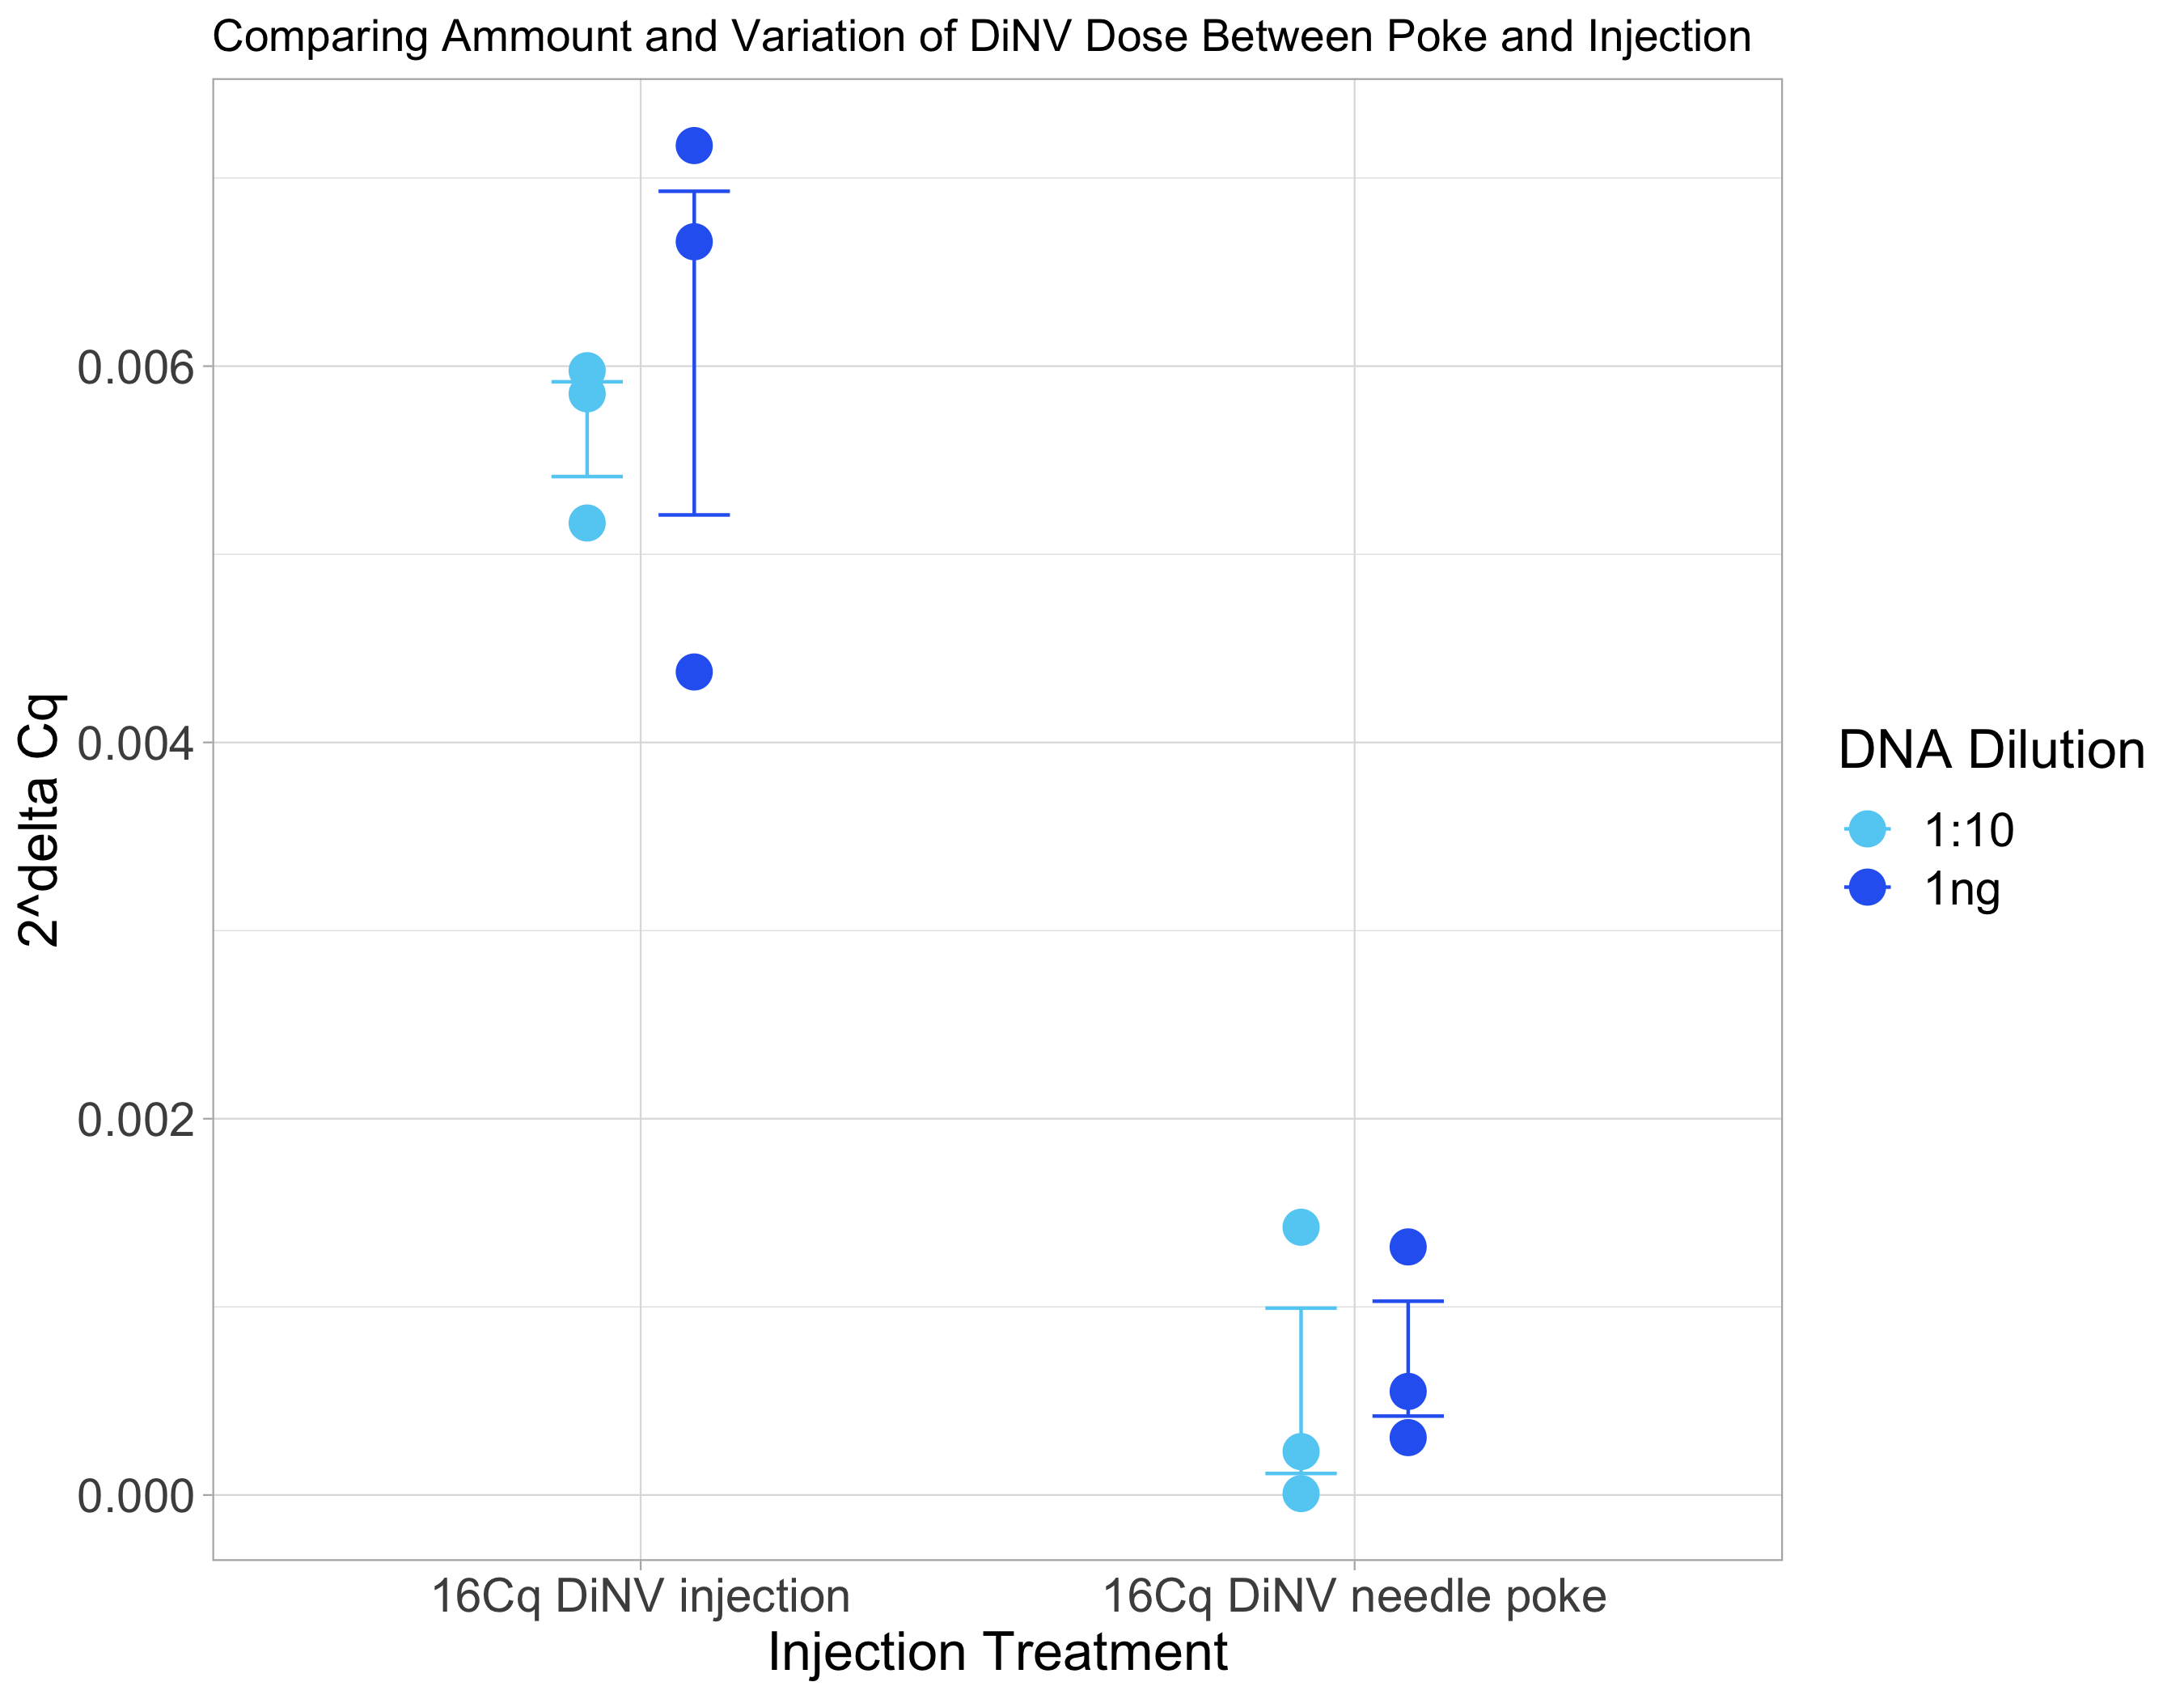 Comparing Ammount and Variation of DiNV Dose Between Poke and Injection
2^delta Cq
0.006
0.004
0.002
0.000
16Cq DiNV injection
16Cq DiNV needle poke
Injection Treatment
DNA Dilution
1:10
1ng